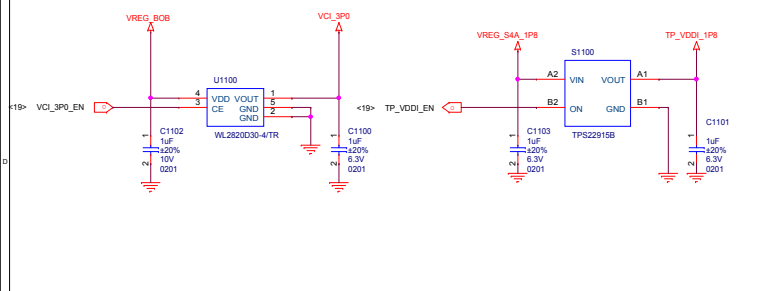 VREG_BOB
VCI_3P0
VREG_S4A_1P8
TP_VDDI_1P8
U1100
S1100
4 VDD VOUT 1
3 CE GND 5
GND 2
WL2820D30-4/TR
<19> VCI_3P0_EN
A2 VIN VOUT A1
B2 ON GND B1
TPS22915B
<19> TP_VDDI_EN
1
C1102
1uF
±20%
10V
0201
2
1
C1100
1uF
±20%
6.3V
0201
2
1
C1103
1uF
±20%
6.3V
0201
2
1
C1101
1uF
±20%
6.3V
0201
2
D